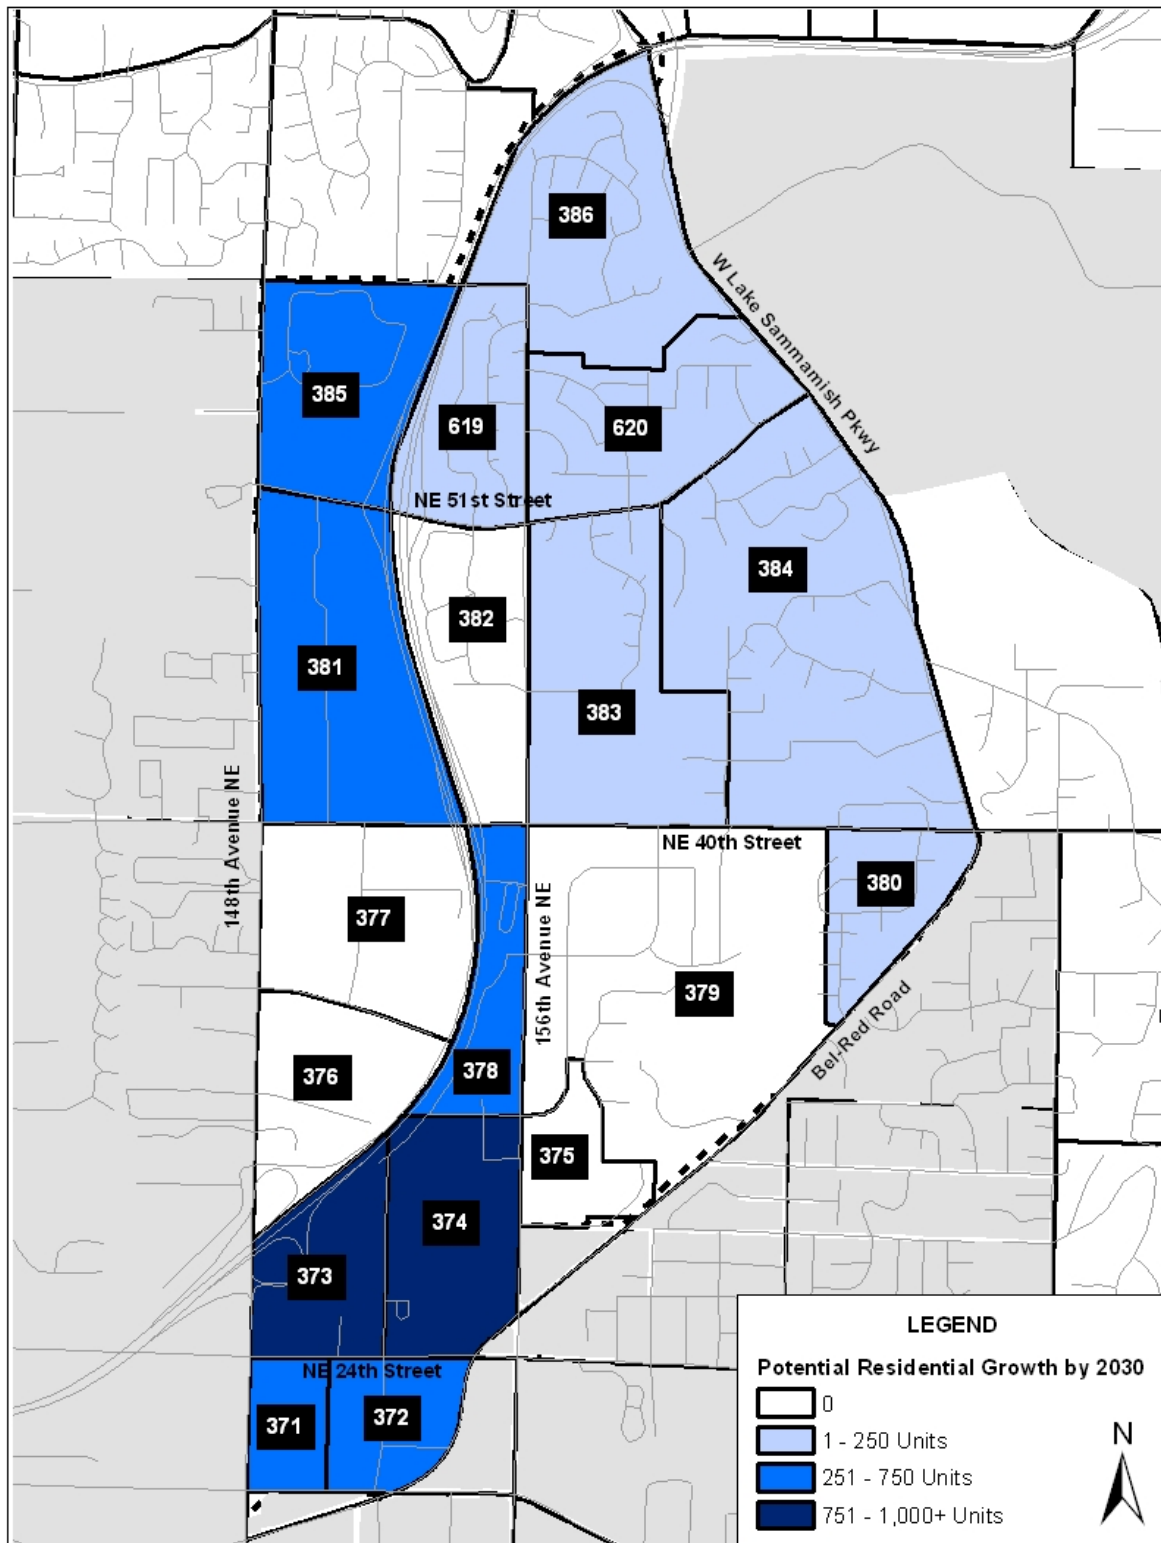 386
W Lake Sammamish Pkwy
385
619
620
NE 51st Street
384
382
381
383
148th Avenue NE
NE 40th Street
380
377
156th Avenue NE
379
Bel-Red Road
376
378
375
374
373
NE 24th Street
371
372
LEGEND
Potential Residential Growth by 2030
0
1 - 250 Units
251 - 750 Units
751 - 1,000+ Units
N